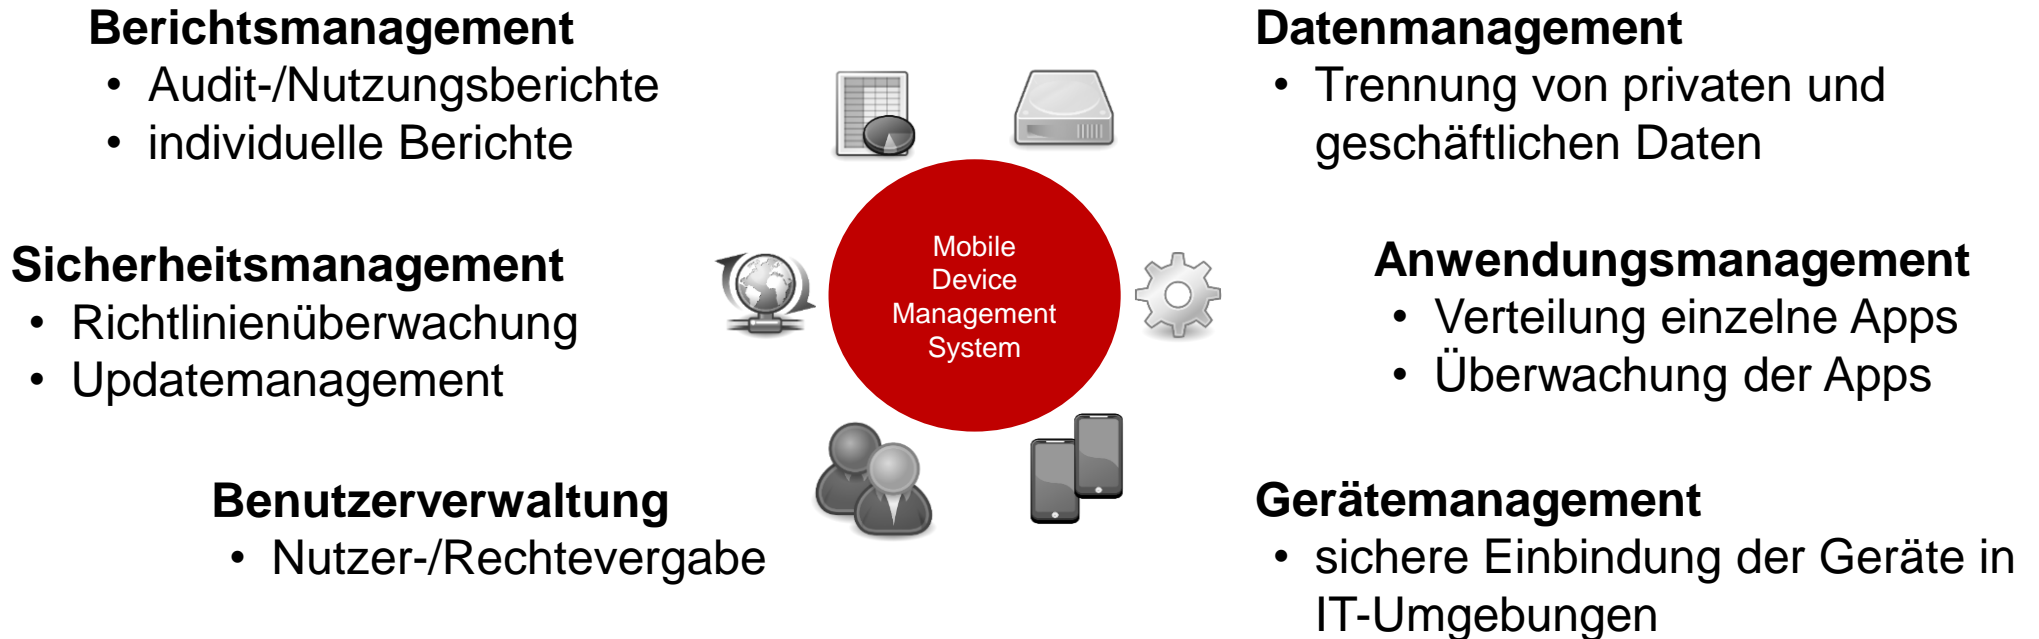 Berichtsmanagement
• Audit-/Nutzungsberichte
• individuelle Berichte
Sicherheitsmanagement
• Richtlinienüberwachung
• Updatemanagement
Benutzerverwaltung
• Nutzer-/Rechtevergabe
Mobile
Device
Management
System
Datenmanagement
• Trennung von privaten und
geschäftlichen Daten
Anwendungsmanagement
• Verteilung einzelne Apps
• Überwachung der Apps
Gerätemanagement
• sichere Einbindung der Geräte in
IT-Umgebungen